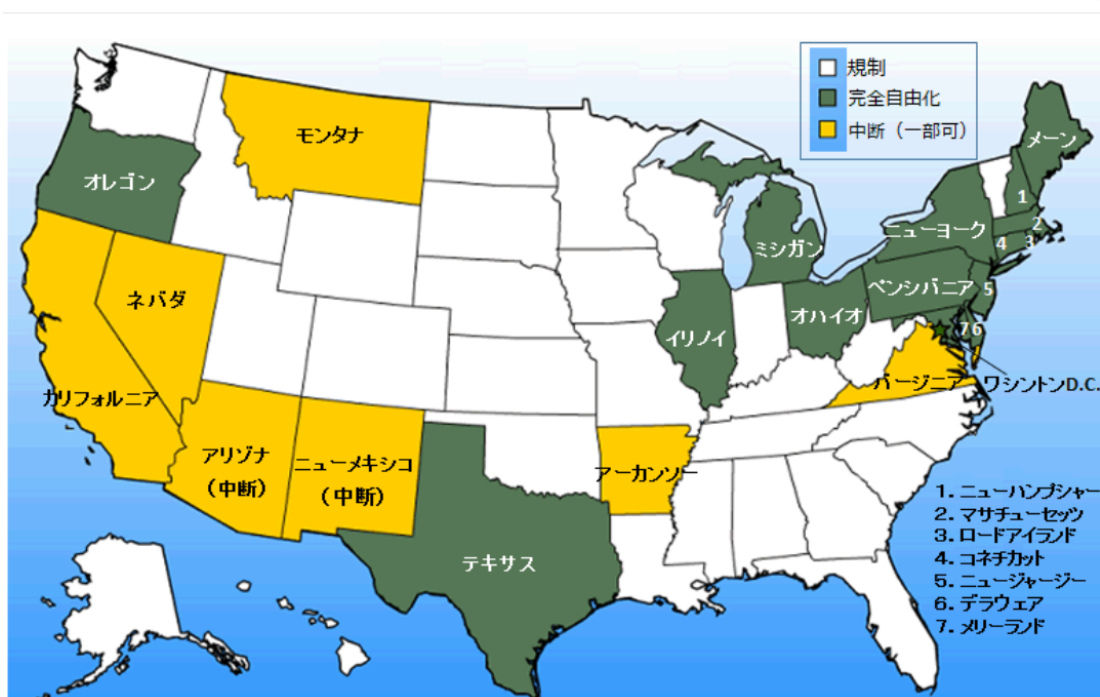 規制
完全自由化
中断（一部可）
モンタナ
オレゴン
メーン
1
ニューヨーク
2
4
3
ミシガン
ネバダ
ペンシバニア
5
オハイオ
イリノイ
7
6
カリフォルニア
バージニア
ワシントンD.C.
アリゾナ
（中断）
ニューメキシコ
（中断）
アーカンソー
テキサス
1. ニューハンプシャー
2. マサチューセッツ
3. ロードアイランド
4. コネチカット
5. ニュージャージー
6. デラウェア
7. メリーランド